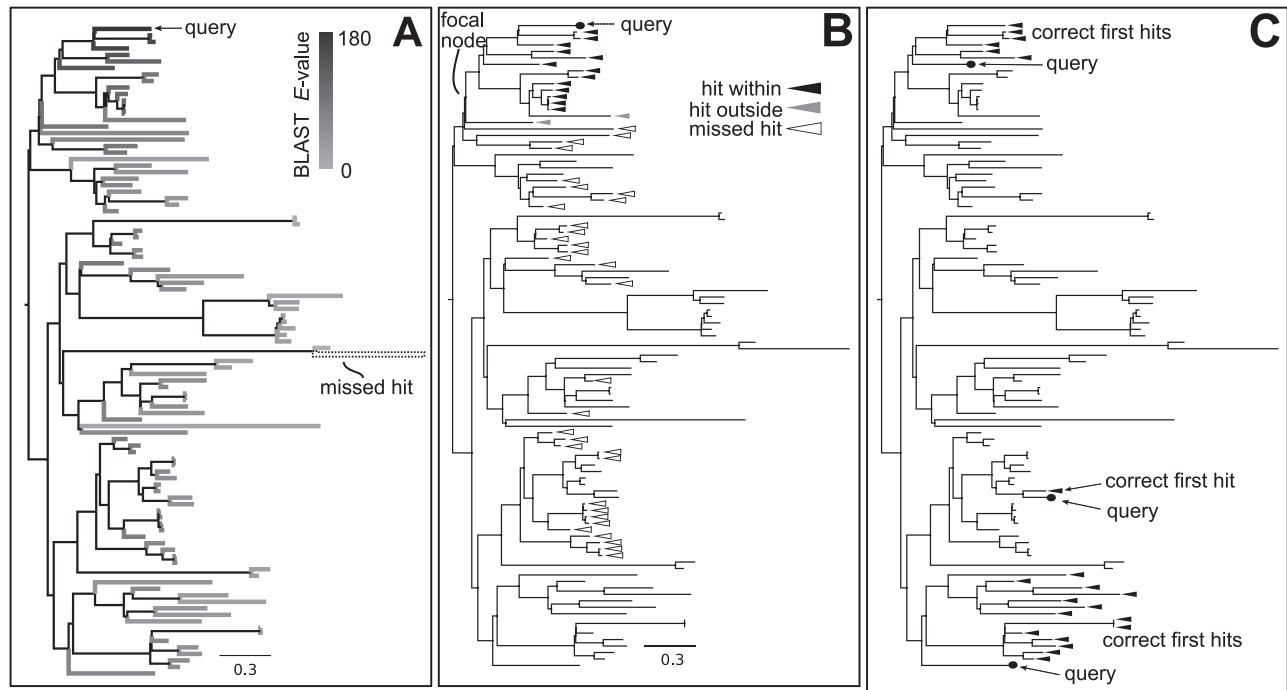 A
query
180
BLAST E-value
0
missed hit
0.3
B
focal
node
query
hit within
hit outside
missed hit
0.3
C
correct first hits
query
correct first hit
query
correct first hits
query